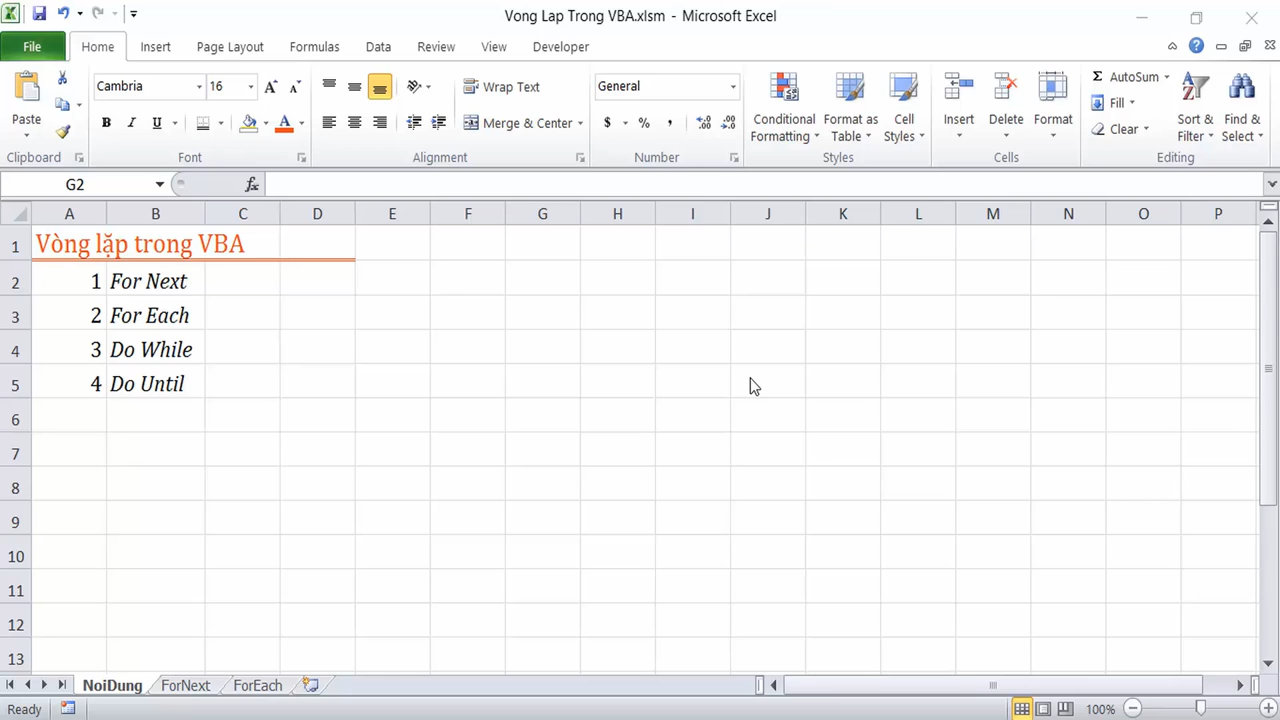 Vong Lap Trong VBA.xlsm - Microsoft Excel
File Home Insert Page Layout Formulas Data Review View Developer
Paste
Cambria 16
B I U
Wrap Text
Merge & Center
General
$ % ,
Conditional Formatting
Format as Table
Cell Styles
Insert
Delete
Format
AutoSum
Fill
Clear
Sort & Filter
Find & Select
Clipboard Font Alignment Number Styles Cells Editing
G2 fx
A B C D E F G H I J K L M N O P
1 Vòng lặp trong VBA
2 1 For Next
3 2 For Each
4 3 Do While
5 4 Do Until
6
7
8
9
10
11
12
13
NoiDung ForNext ForEach
Ready 100%